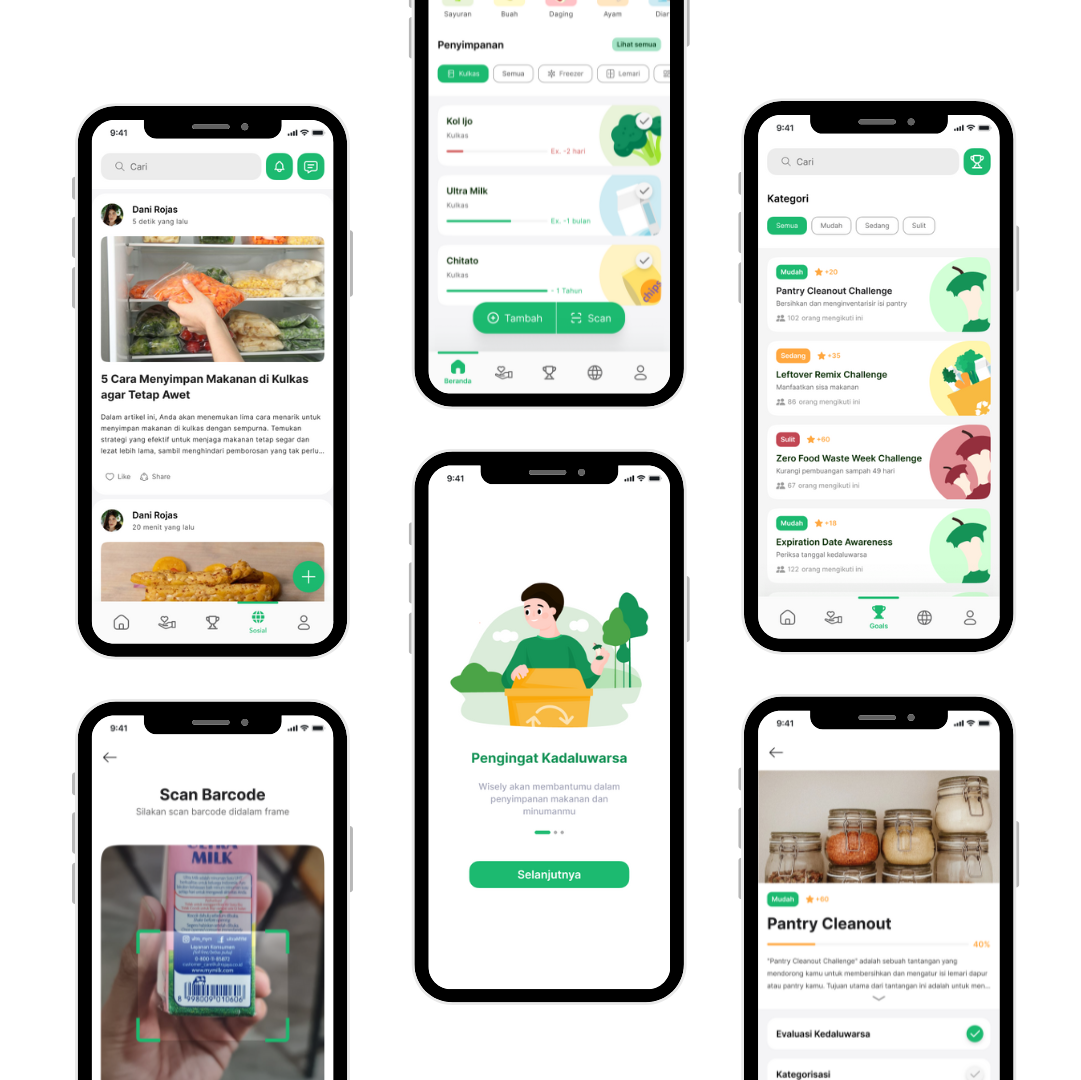 9:41
Cari
Dani Rojas
5 detik yang lalu
5 Cara Menyimpan Makanan di Kulkas
agar Tetap Awet
Dalam artikel ini, Anda akan menemukan lima cara menarik untuk
menyimpan makanan di kulkas dengan sempurna. Temukan
strategi yang efektif untuk menjaga makanan tetap segar dan
lezat lebih lama, sambil menghindari pemborosan yang tak perlu...
Like
Share
Dani Rojas
20 menit yang lalu
Sosial
9:41
Scan Barcode
Silakan scan barcode didalam frame
ULTRA
MILK
Layanan Konsumen
www.mymilk.com
8 998009 010606
Sayuran
Buah
Daging
Ayam
Penyimpanan
Lihat semua
Kulkas
Semua
Freezer
Lemari
Kol Ijo
Kulkas
Ex. -2 hari
Ultra Milk
Kulkas
Ex. -1 bulan
Chitato
Kulkas
- 1 Tahun
chips
Tambah
Scan
Beranda
9:41
Pengingat Kadaluwarsa
Wisely akan membantumu dalam
penyimpanan makanan dan
minumanmu
Selanjutnya
9:41
Cari
Kategori
Semua
Mudah
Sedang
Sulit
Mudah
+20
Pantry Cleanout Challenge
Bersihkan dan menginventarisir isi pantry
102 orang mengikuti ini
Sedang
+35
Leftover Remix Challenge
Manfaatkan sisa makanan
86 orang mengikuti ini
Sulit
+60
Zero Food Waste Week Challenge
Kurangi pembuangan sampah 49 hari
67 orang mengikuti ini
Mudah
+18
Expiration Date Awareness
Periksa tanggal kedaluwarsa
122 orang mengikuti ini
Goals
9:41
Mudah
+60
Pantry Cleanout
40%
"Pantry Cleanout Challenge" adalah sebuah tantangan yang
mendorong kamu untuk membersihkan dan mengatur isi lemari dapur
atau pantry kamu. Tujuan utama dari tantangan ini adalah untuk men...
Evaluasi Kedaluwarsa
Kategorisasi